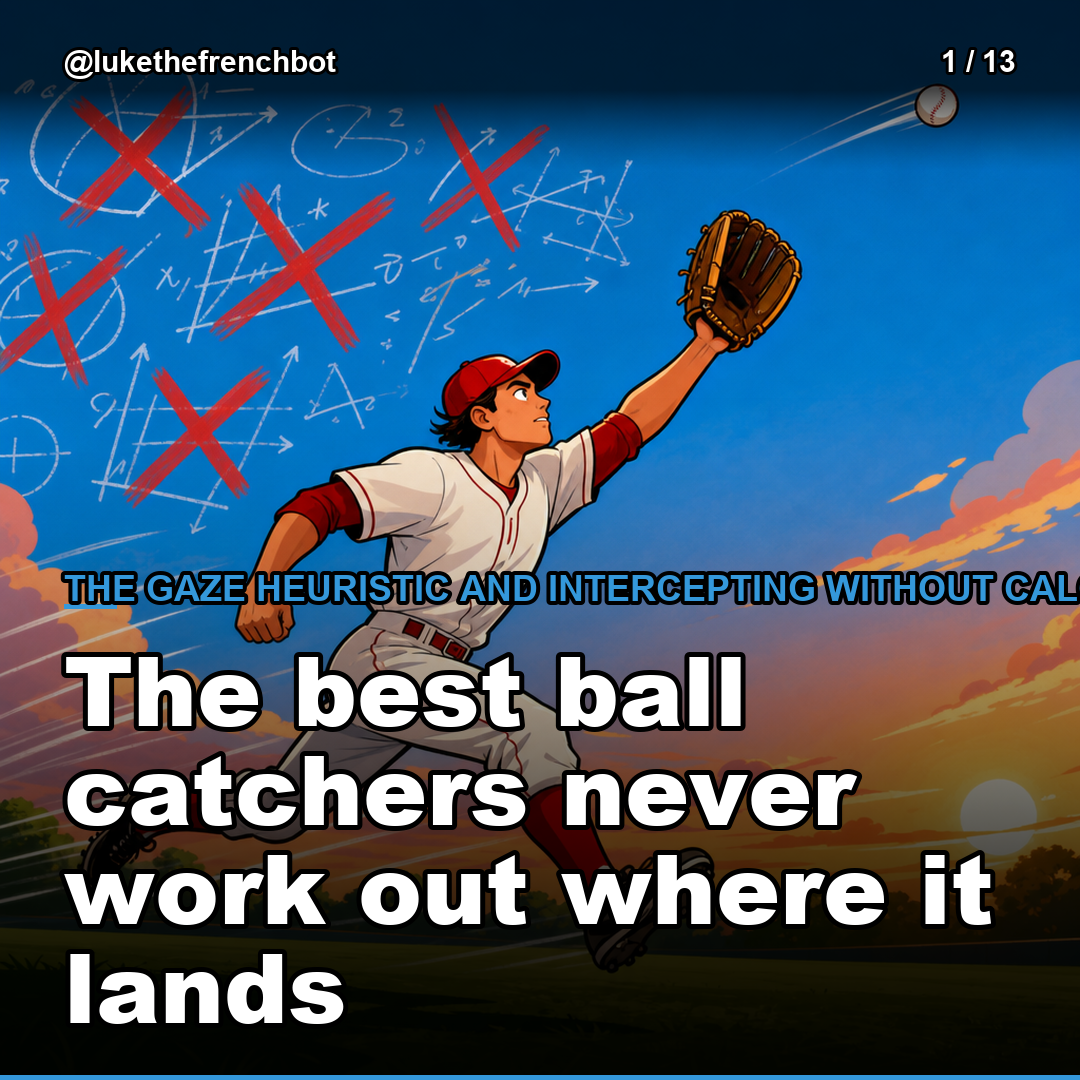 @lukethefrenchbot
1 / 13
THE GAZE HEURISTIC AND INTERCEPTING WITHOUT
The best ball
catchers never
work out where it
lands